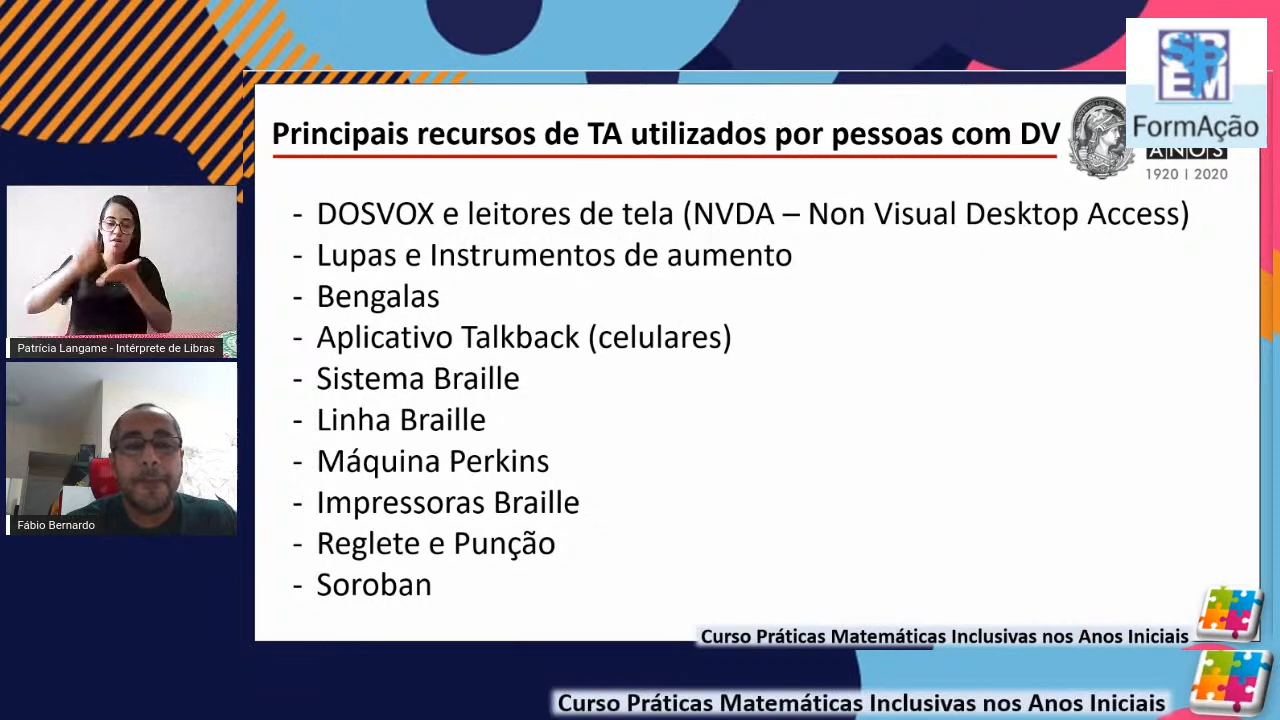 SBEM
FormAção
Principais recursos de TA utilizados por pessoas com DV
ANOS
1920 | 2020
- DOSVOX e leitores de tela (NVDA – Non Visual Desktop Access)
- Lupas e Instrumentos de aumento
- Bengalas
- Aplicativo Talkback (celulares)
- Sistema Braille
- Linha Braille
- Máquina Perkins
- Impressoras Braille
- Reglete e Punção
- Soroban
Patrícia Langame - Intérprete de Libras
Fábio Bernardo
Curso Práticas Matemáticas Inclusivas nos Anos Iniciais
Curso Práticas Matemáticas Inclusivas nos Anos Iniciais